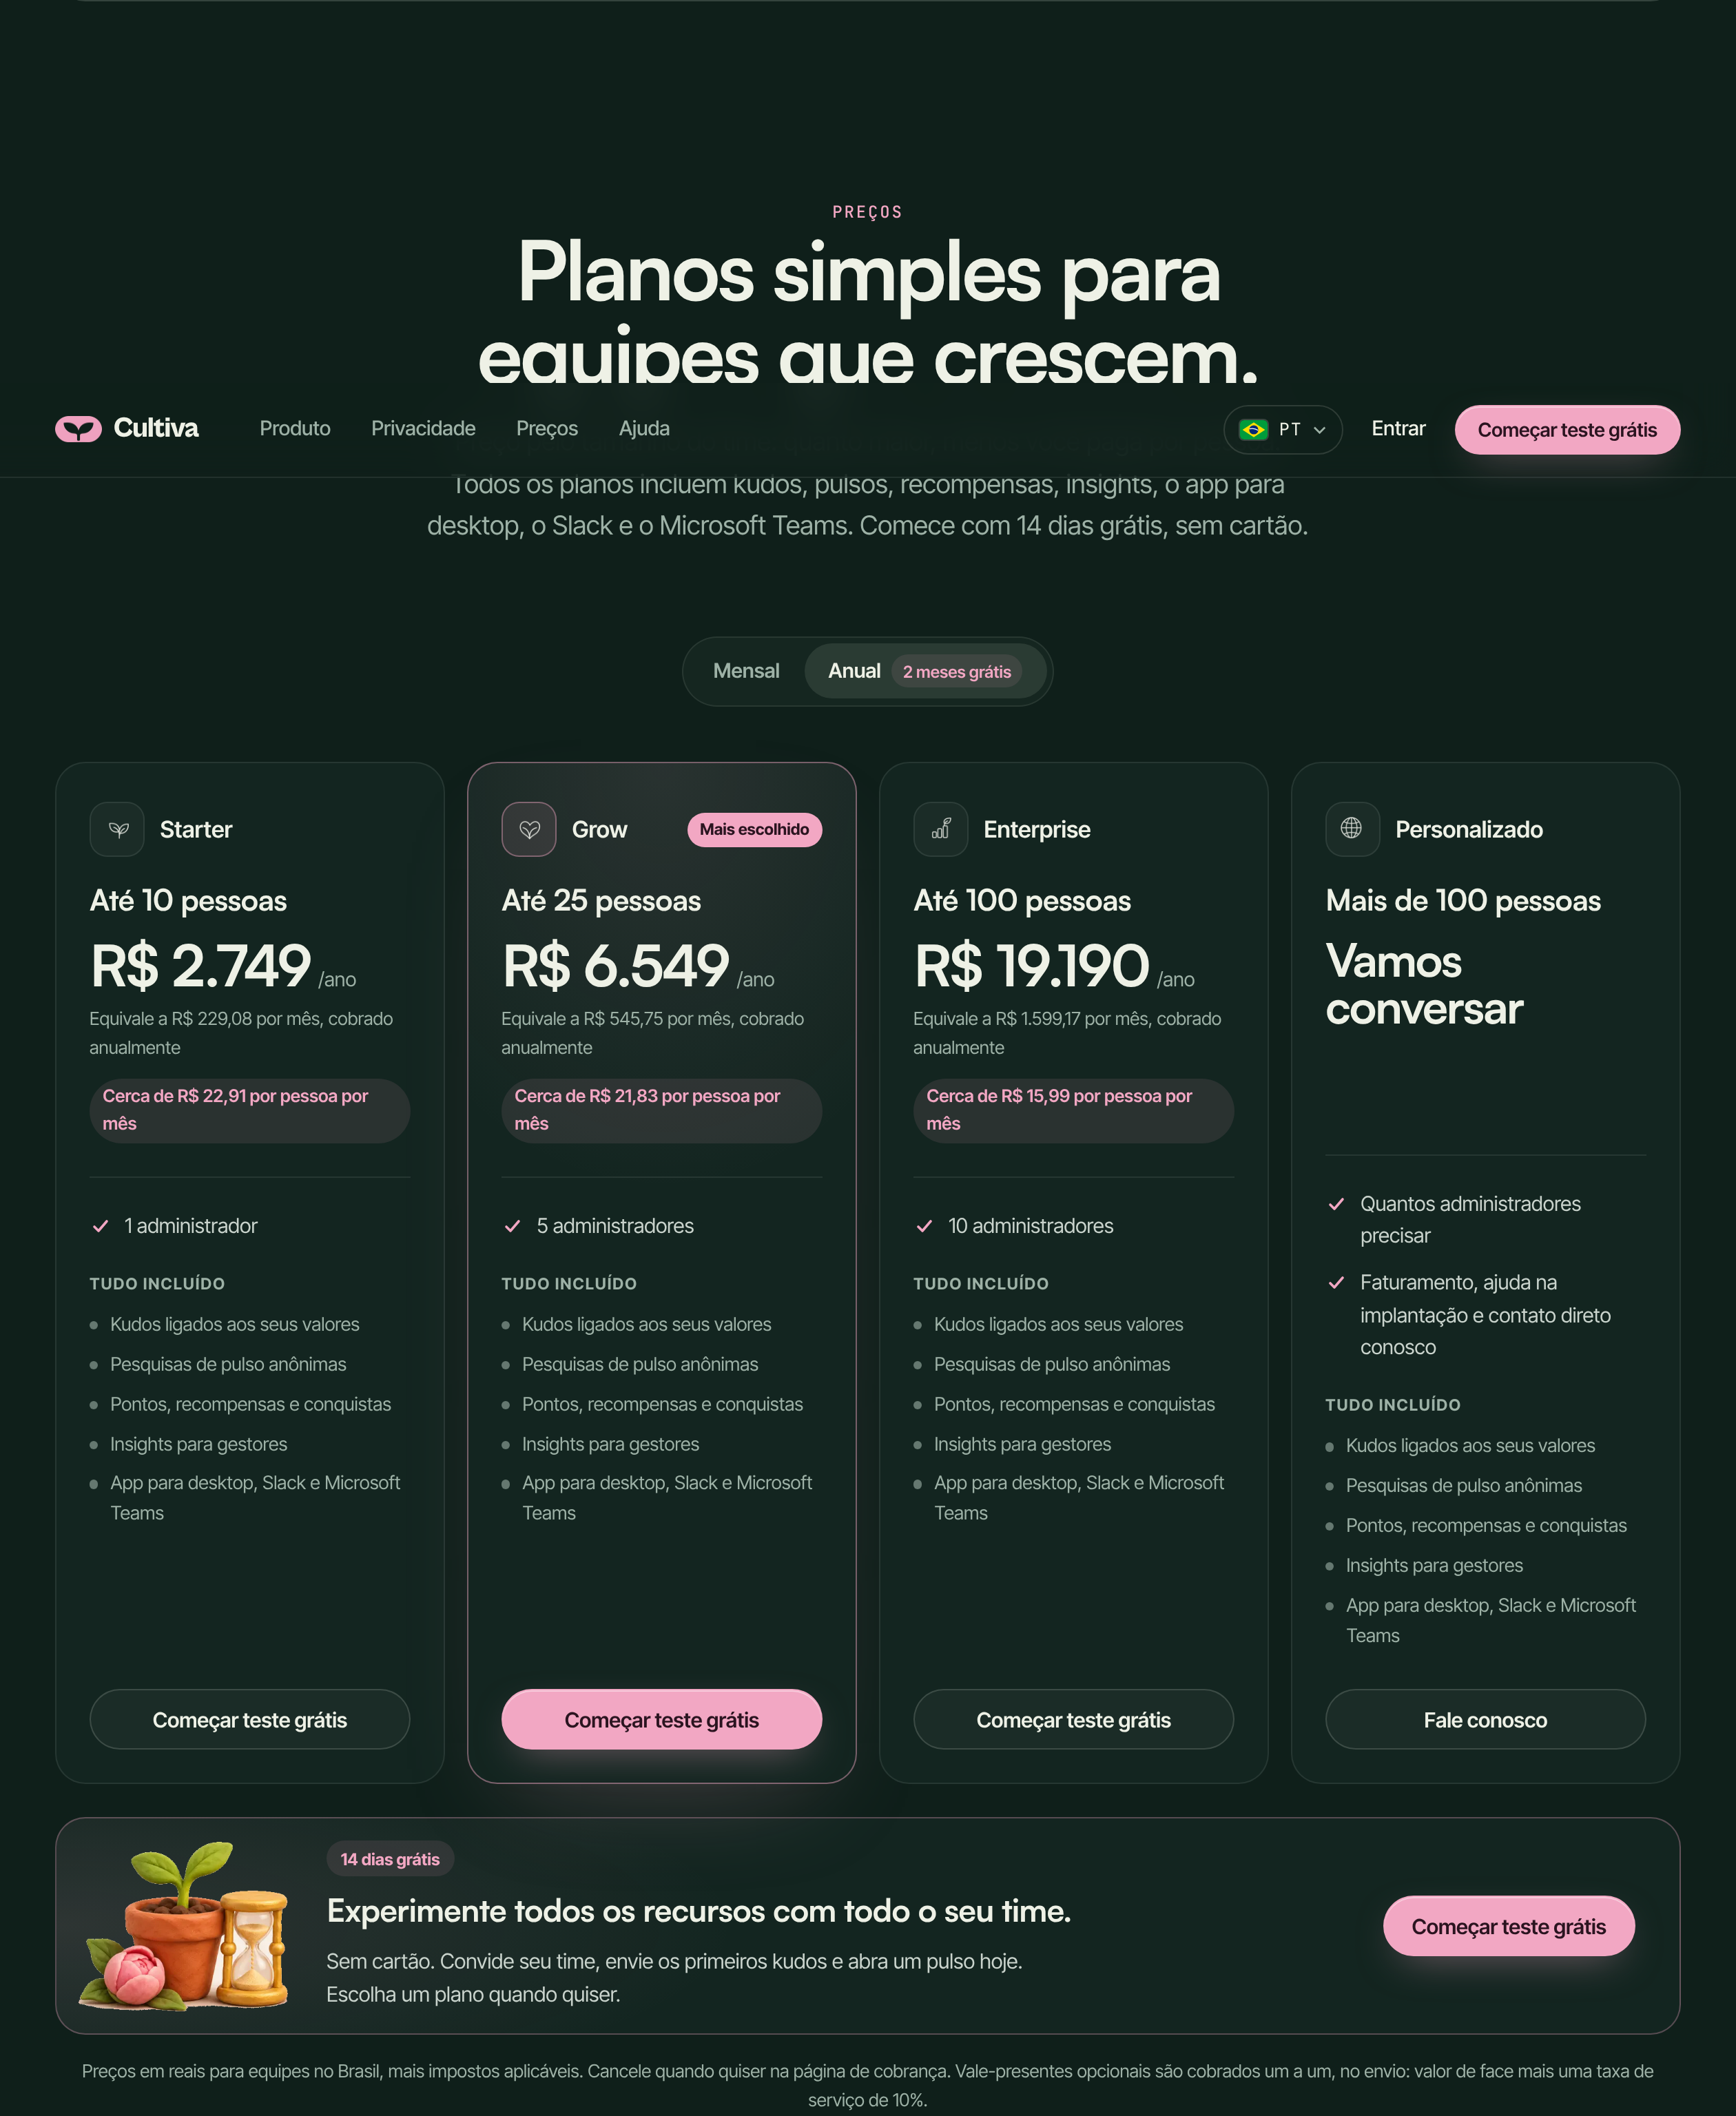 PREÇOS
Planos simples para
equipes que crescem.
Cultiva
Produto
Privacidade
Preços
Ajuda
PT
Entrar
Começar teste grátis
Todos os planos incluem kudos, pulsos, recompensas, insights, o app para
desktop, o Slack e o Microsoft Teams. Comece com 14 dias grátis, sem cartão.
Mensal
Anual
2 meses grátis
Starter
Até 10 pessoas
R$ 2.749 /ano
Equivale a R$ 229,08 por mês, cobrado
anualmente
Cerca de R$ 22,91 por pessoa por
mês
1 administrador
TUDO INCLUÍDO
Kudos ligados aos seus valores
Pesquisas de pulso anônimas
Pontos, recompensas e conquistas
Insights para gestores
App para desktop, Slack e Microsoft
Teams
Começar teste grátis
Grow
Mais escolhido
Até 25 pessoas
R$ 6.549 /ano
Equivale a R$ 545,75 por mês, cobrado
anualmente
Cerca de R$ 21,83 por pessoa por
mês
5 administradores
TUDO INCLUÍDO
Kudos ligados aos seus valores
Pesquisas de pulso anônimas
Pontos, recompensas e conquistas
Insights para gestores
App para desktop, Slack e Microsoft
Teams
Começar teste grátis
Enterprise
Até 100 pessoas
R$ 19.190 /ano
Equivale a R$ 1.599,17 por mês, cobrado
anualmente
Cerca de R$ 15,99 por pessoa por
mês
10 administradores
TUDO INCLUÍDO
Kudos ligados aos seus valores
Pesquisas de pulso anônimas
Pontos, recompensas e conquistas
Insights para gestores
App para desktop, Slack e Microsoft
Teams
Começar teste grátis
Personalizado
Mais de 100 pessoas
Vamos
conversar
Quantos administradores
precisar
Faturamento, ajuda na
implantação e contato direto
conosco
TUDO INCLUÍDO
Kudos ligados aos seus valores
Pesquisas de pulso anônimas
Pontos, recompensas e conquistas
Insights para gestores
App para desktop, Slack e Microsoft
Teams
Fale conosco
14 dias grátis
Experimente todos os recursos com todo o seu time.
Sem cartão. Convide seu time, envie os primeiros kudos e abra um pulso hoje.
Escolha um plano quando quiser.
Começar teste grátis
Preços em reais para equipes no Brasil, mais impostos aplicáveis. Cancele quando quiser na página de cobrança. Vale-presentes opcionais são cobrados um a um, no envio: valor de face mais uma taxa de
serviço de 10%.